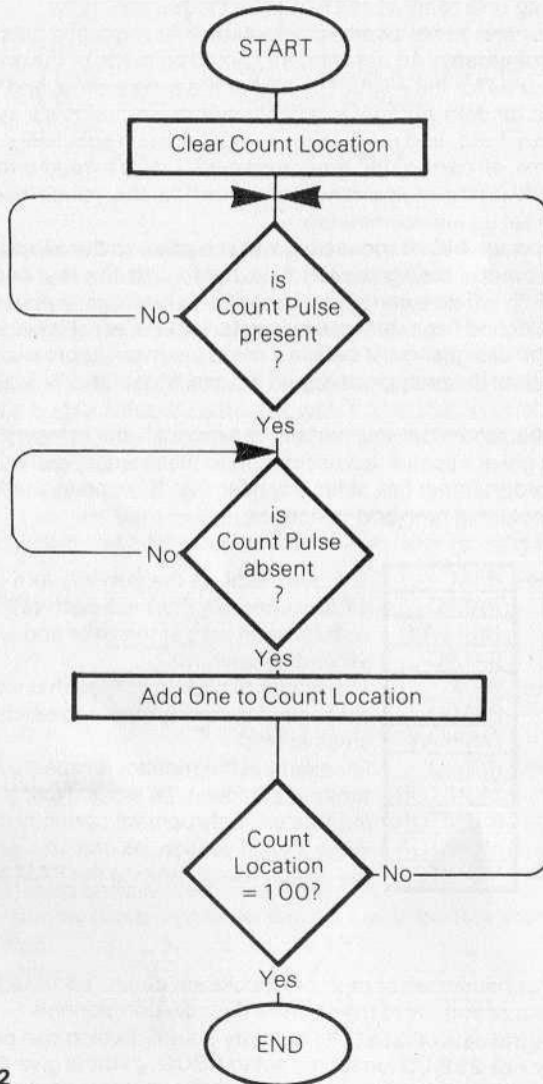 START
Clear Count Location
is
Count Pulse
present
?
No
Yes
is
Count Pulse
absent
?
No
Yes
Add One to Count Location
Count
Location
= 100?
No
Yes
END
2